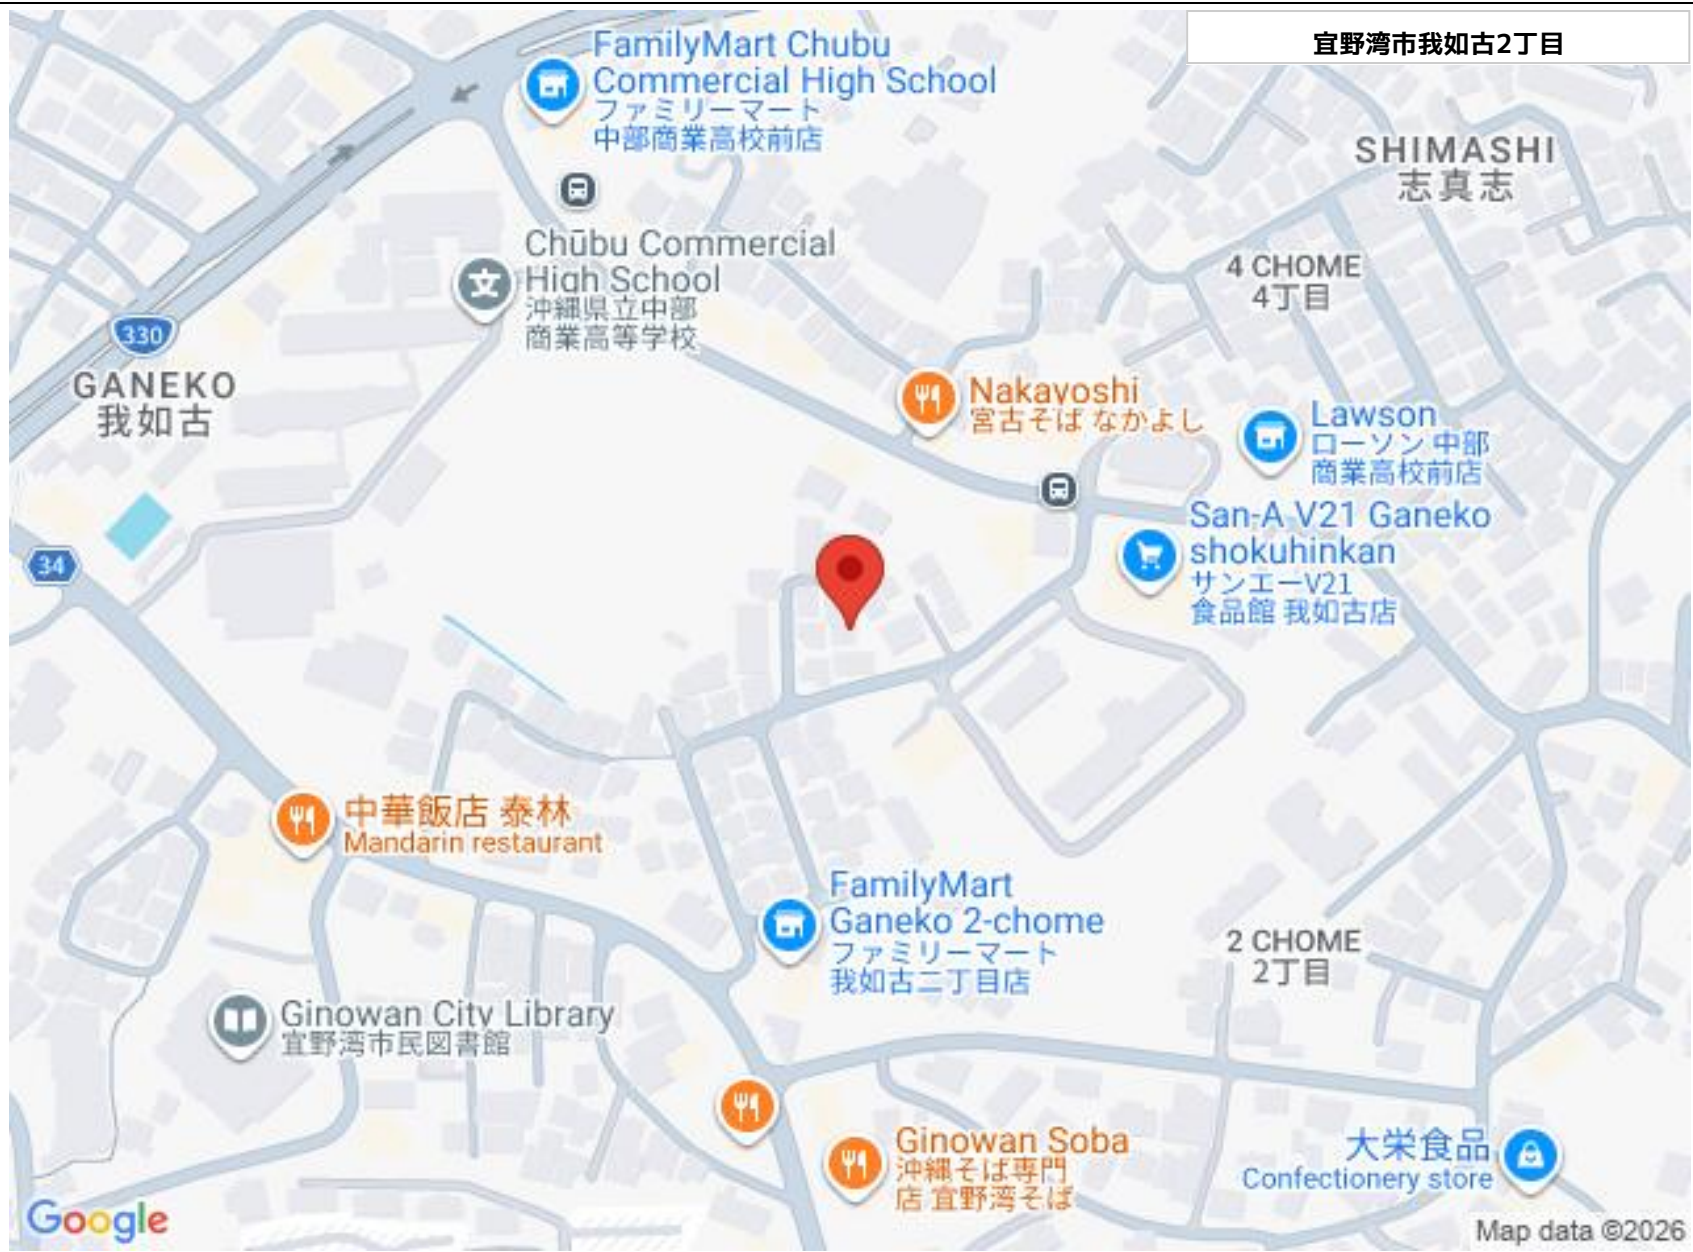 宜野湾市我如古2丁目
FamilyMart Chubu
Commercial High School
ファミリーマート
中部商業高校前店
SHIMASHI
志真志
Chūbu Commercial
High School
沖縄県立中部
商業高等学校
4 CHOME
4丁目
330
GANEKO
我如古
Nakayoshi
宮古そば なかよし
Lawson
ローソン 中部
商業高校前店
San-A V21 Ganeko
shokuhinkan
サンエーV21
食品館 我如古店
34
中華飯店 泰林
Mandarin restaurant
FamilyMart
Ganeko 2-chome
ファミリーマート
我如古二丁目店
2 CHOME
2丁目
Ginowan City Library
宜野湾市民図書館
Ginowan Soba
沖縄そば専門
店 宜野湾そば
大栄食品
Confectionery store
Google
Map data ©2026